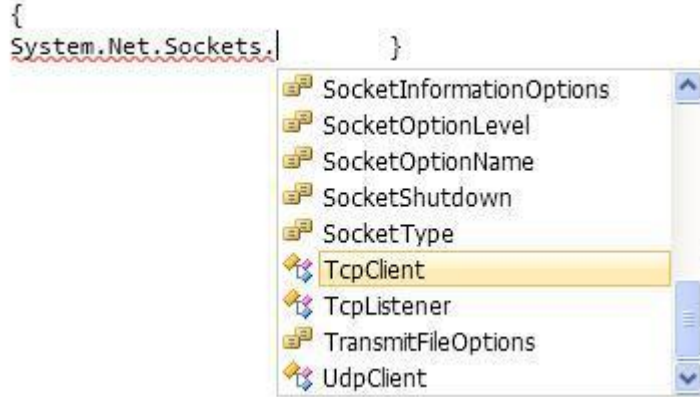 {
System.Net.Sockets. }
SocketInformationOptions
SocketOptionLevel
SocketOptionName
SocketShutdown
SocketType
TcpClient
TcpListener
TransmitFileOptions
UdpClient